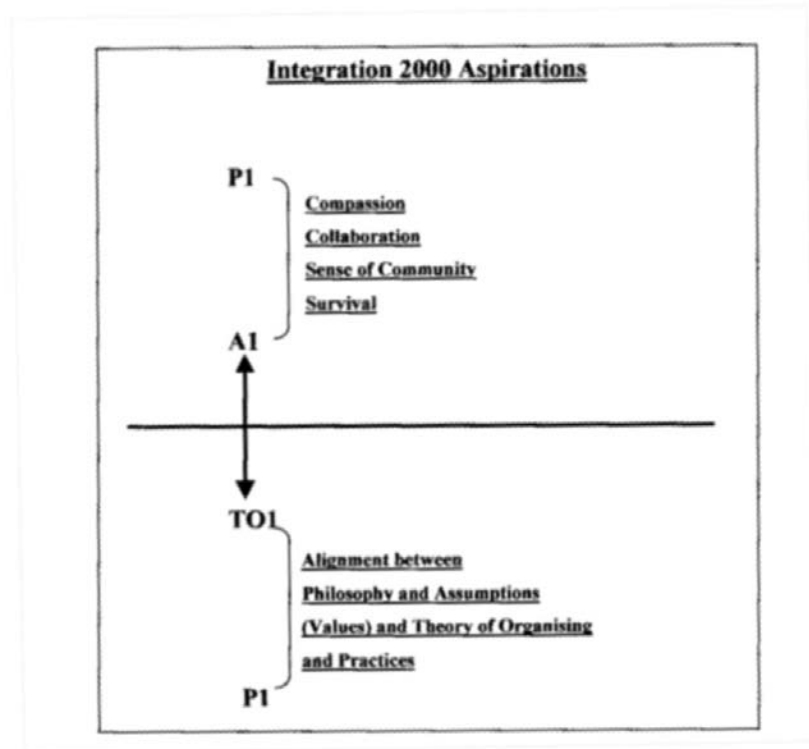 Integration 2000 Aspirations
P1
Compassion
Collaboration
Sense of Community
Survival
A1
TO1
Alignment between
Philosophy and Assumptions
(Values) and Theory of Organising
and Practices
P1